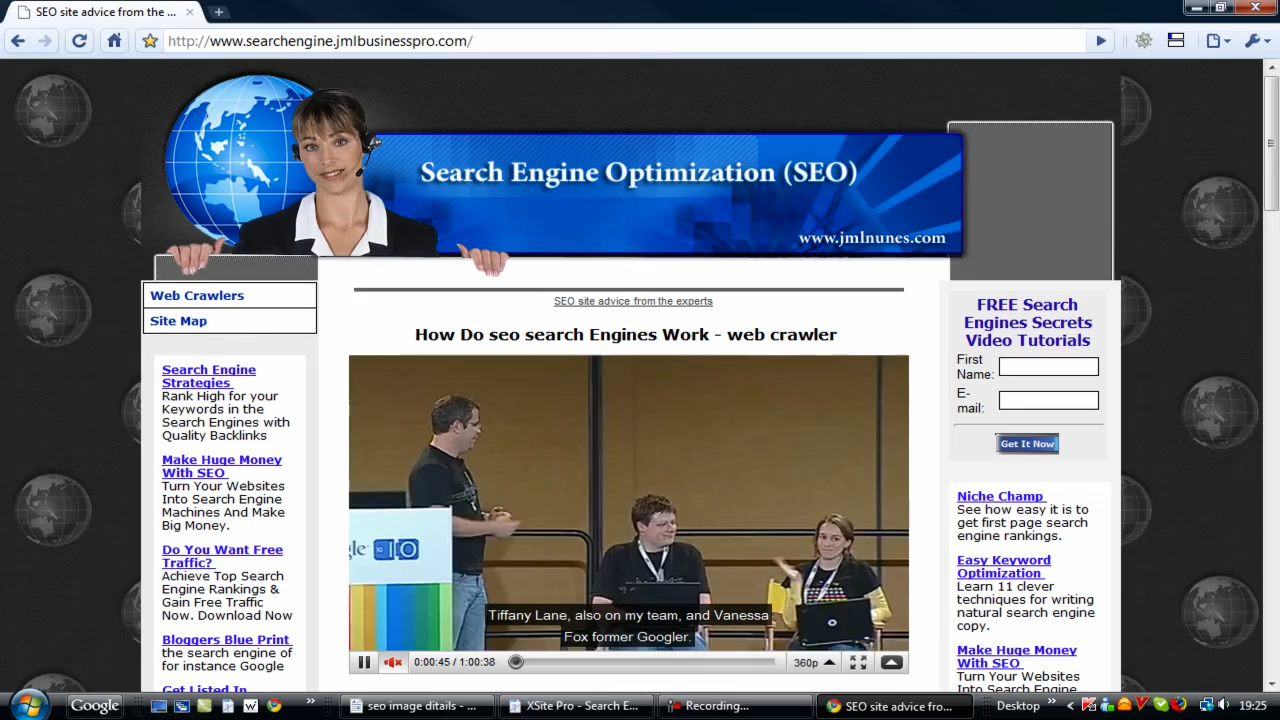 SEO site advice from the ...
http://www.searchengine.jmlbusinesspro.com/
Search Engine Optimization (SEO)
www.jmlnunes.com
Web Crawlers
Site Map
Search Engine
Strategies
Rank High for your
Keywords in the
Search Engines with
Quality Backlinks
Make Huge Money
With SEO
Turn Your Websites
Into Search Engine
Machines And Make
Big Money.
Do You Want Free
Traffic?
Achieve Top Search
Engine Rankings &
Gain Free Traffic
Now. Download Now
Bloggers Blue Print
the search engine of
for instance Google
Get Listed In
SEO site advice from the experts
How Do seo search Engines Work - web crawler
gle IO
Tiffany Lane, also on my team, and Vanessa
Fox former Googler.
0:00:45 / 1:00:38
360p
FREE Search
Engines Secrets
Video Tutorials
First
Name:
E-
mail:
Get It Now
Niche Champ
See how easy it is to
get first page search
engine rankings.
Easy Keyword
Optimization
Learn 11 clever
techniques for writing
natural search engine
copy.
Make Huge Money
With SEO
Turn Your Websites
Into Search Engine
Google
seo image ditails - ...
XSite Pro - Search E...
Recording...
SEO site advice fro...
Desktop
19:25